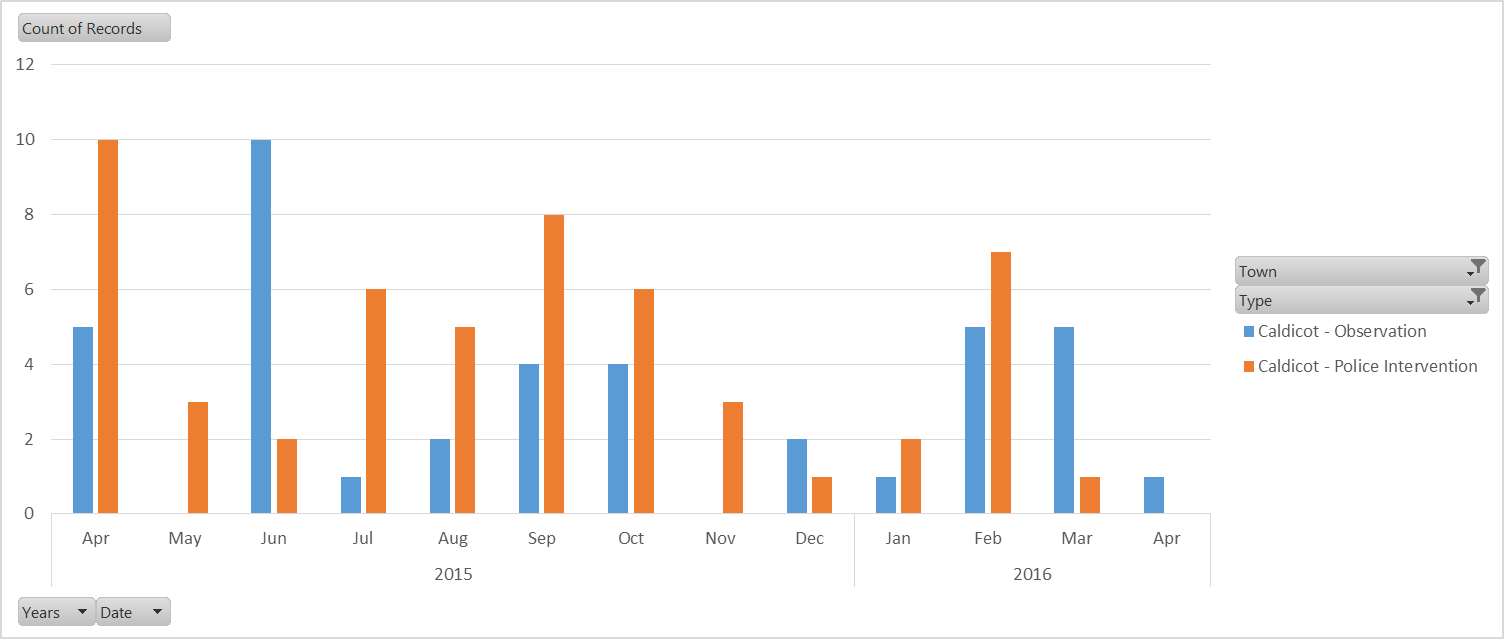 Count of Records
12
10
8
6
4
2
0
Apr May Jun Jul Aug Sep Oct Nov Dec Jan Feb Mar Apr
2015 2016
Town
Type
Caldicot - Observation
Caldicot - Police Intervention
Years Date